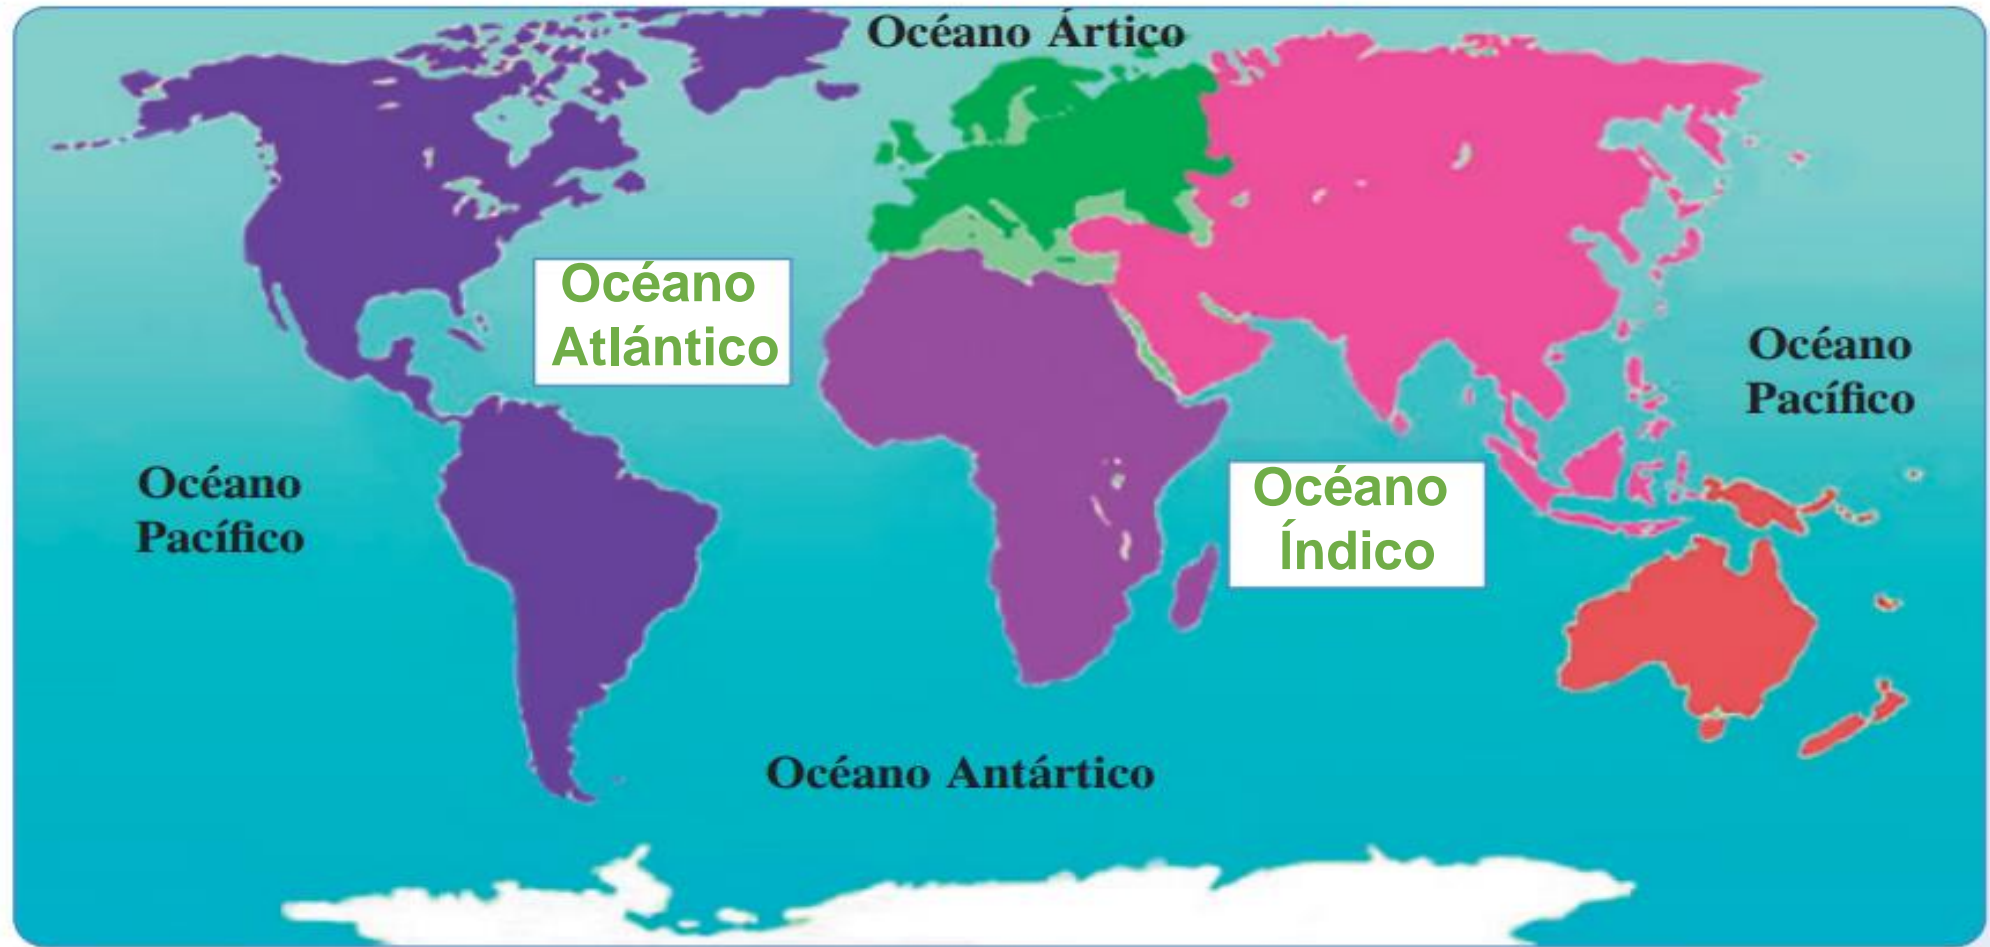 Océano Ártico
Océano
Atlántico
Océano
Pacífico
Océano
Pacífico
Océano
Índico
Océano Antártico